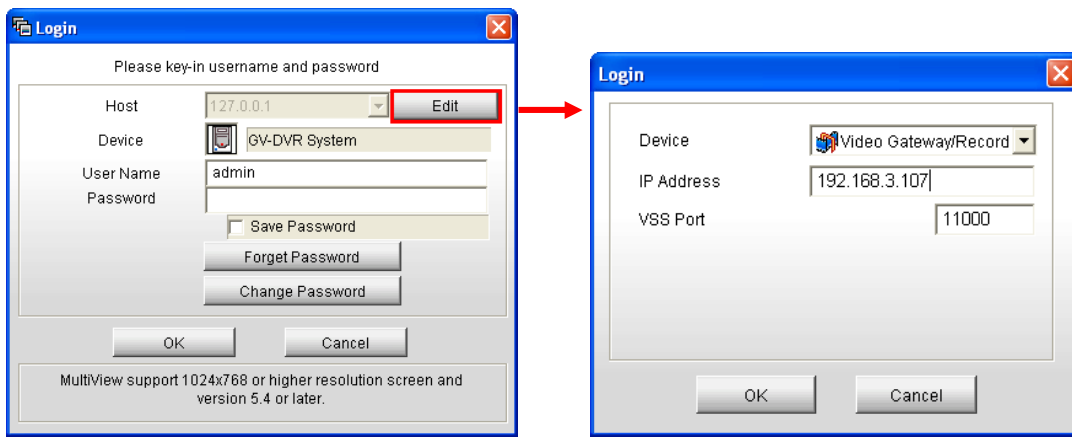 Login
Please key-in username and password
Host 127.0.0.1 Edit
Device GV-DVR System
User Name admin
Password
Save Password
Forget Password
Change Password
OK Cancel
MultiView support 1024x768 or higher resolution screen and
version 5.4 or later.
Login
Device Video Gateway/Record
IP Address 192.168.3.107
VSS Port 11000
OK Cancel